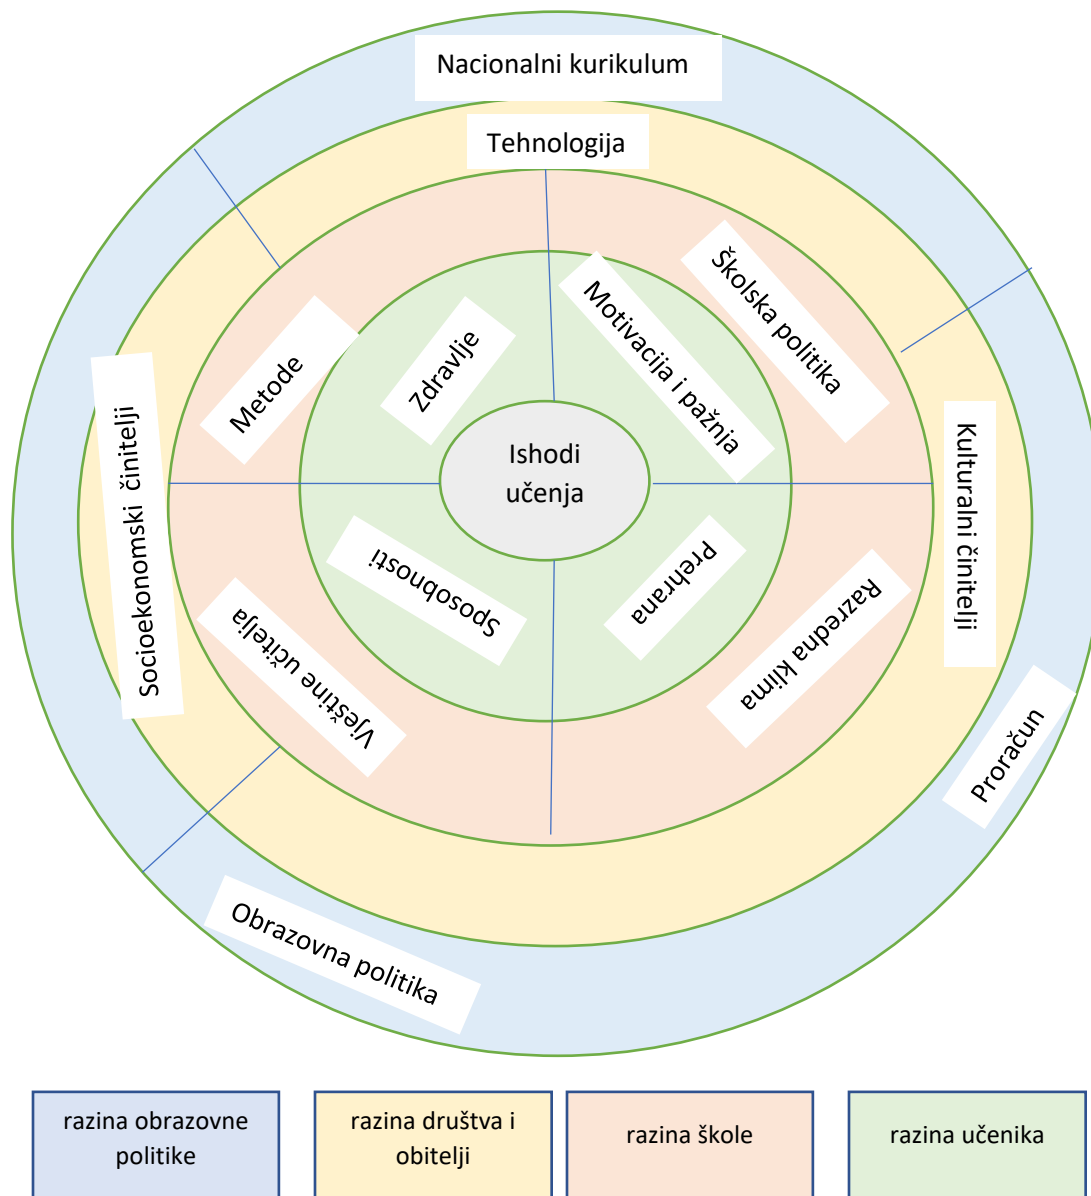 Nacionalni kurikulum
Tehnologija
Školska politika
Motivacija i pažnja
Zdravlje
Metode
Socioekonomski činitelji
Kulturalni činitelji
Ishodi
učenja
Sposobnosti
Prehrana
Vještine učitelja
Razredna klima
Proračun
Obrazovna politika
razina obrazovne
politike
razina društva i
obitelji
razina škole
razina učenika